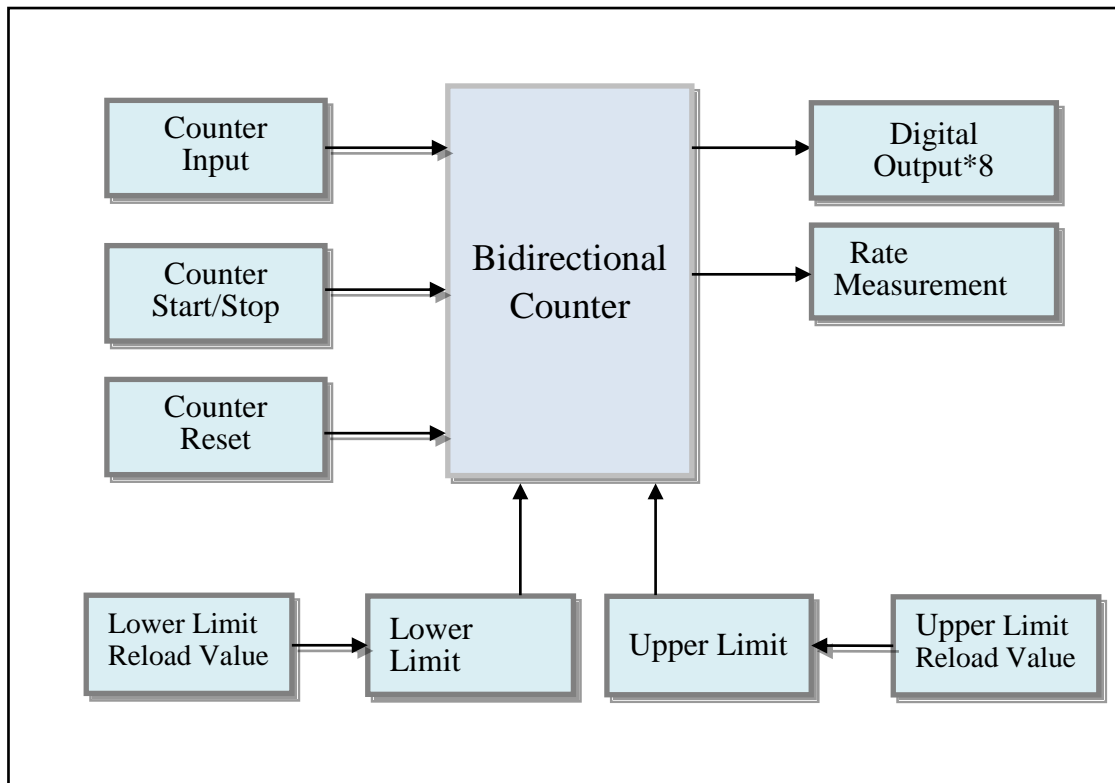 Counter
Input
Counter
Start/Stop
Counter
Reset
Bidirectional
Counter
Digital
Output*8
Rate
Measurement
Lower Limit
Reload Value
Lower
Limit
Upper Limit
Upper Limit
Reload Value